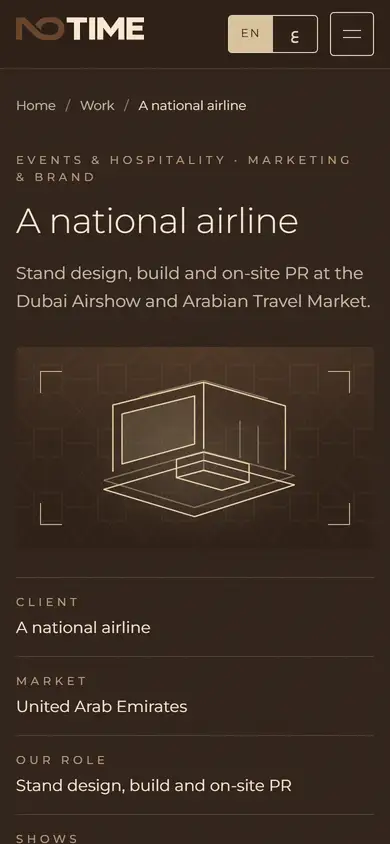 NOTIME
EN
ع
Home / Work / A national airline
EVENTS & HOSPITALITY · MARKETING
& BRAND
A national airline
Stand design, build and on-site PR at the
Dubai Airshow and Arabian Travel Market.
CLIENT
A national airline
MARKET
United Arab Emirates
OUR ROLE
Stand design, build and on-site PR
SHOWS